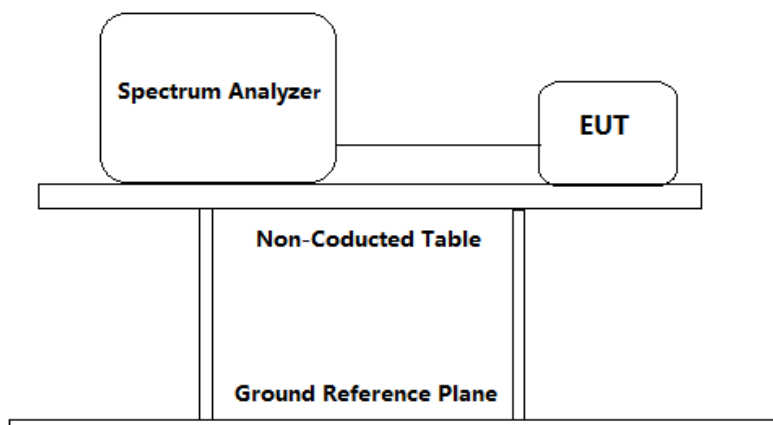 Spectrum Analyzer
EUT
Non-Coducted Table
Ground Reference Plane